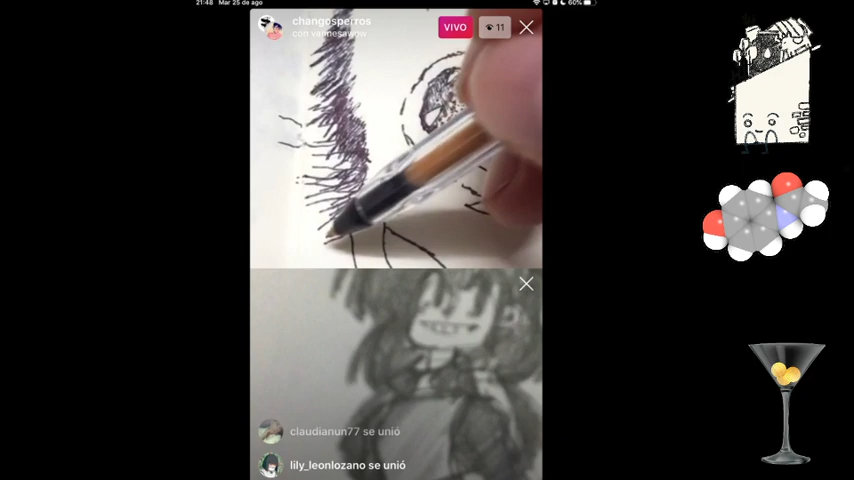 21:48 Mar 25 de ago
60%
changosperros
con vannesawow
VIVO
11
claudianun77 se unió
lily_leonlozano se unió